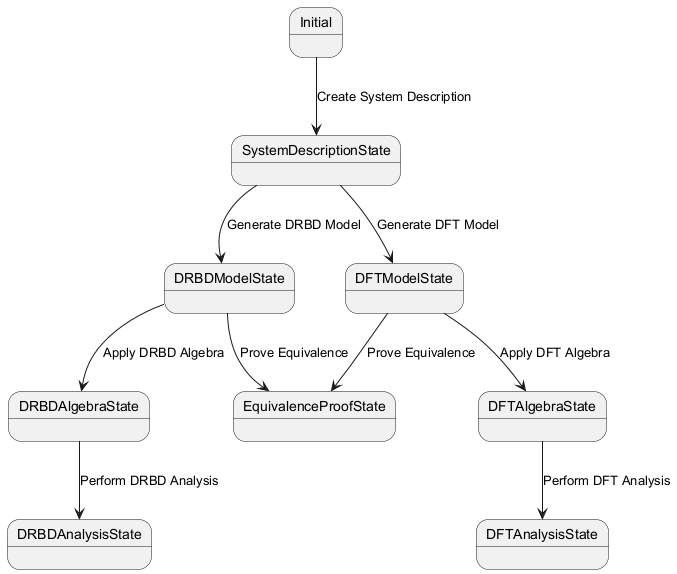 Initial
Create System Description
SystemDescriptionState
Generate DRBD Model
Generate DFT Model
DRBDModelState
DFTModelState
Apply DRBD Algebra
Prove Equivalence
Prove Equivalence
Apply DFT Algebra
DRBDAlgebraState
EquivalenceProofState
DFTAlgebraState
Perform DRBD Analysis
Perform DFT Analysis
DRBDAnalysisState
DFTAnalysisState